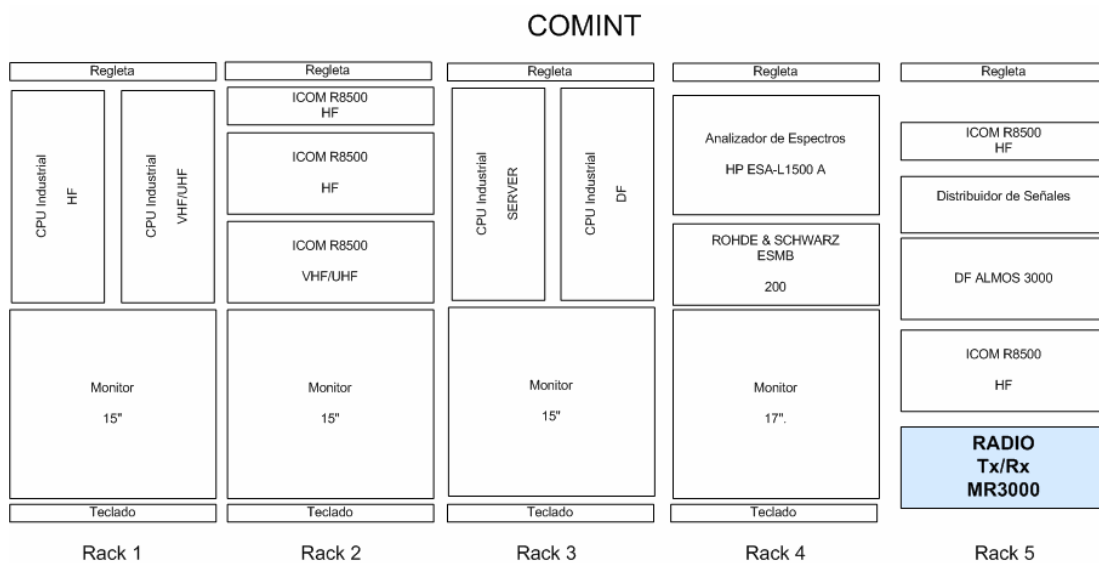 COMINT
Regleta
CPU Industrial
HF
CPU Industrial
VHF/UHF
Monitor
15"
Teclado
Rack 1
Regleta
ICOM R8500
HF
ICOM R8500
HF
ICOM R8500
VHF/UHF
Monitor
15"
Teclado
Rack 2
Regleta
CPU Industrial
SERVER
CPU Industrial
DF
Monitor
15"
Rack 3
Regleta
Analizador de Espectros
HP ESA-L1500 A
ROHDE & SCHWARZ
ESMB
200
Monitor
17".
Teclado
Rack 4
Regleta
ICOM R8500
HF
Distribuidor de Señales
DF ALMOS 3000
ICOM R8500
HF
RADIO
Tx/Rx
MR3000
Rack 5